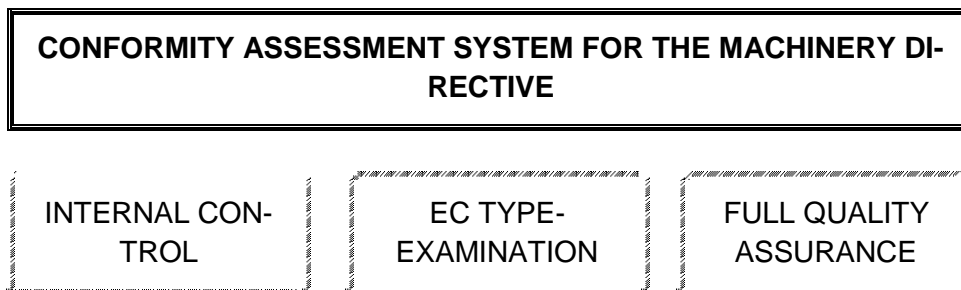 CONFORMITY ASSESSMENT SYSTEM FOR THE MACHINERY DI-
RECTIVE
INTERNAL CON-
TROL
EC TYPE-
EXAMINATION
FULL QUALITY
ASSURANCE